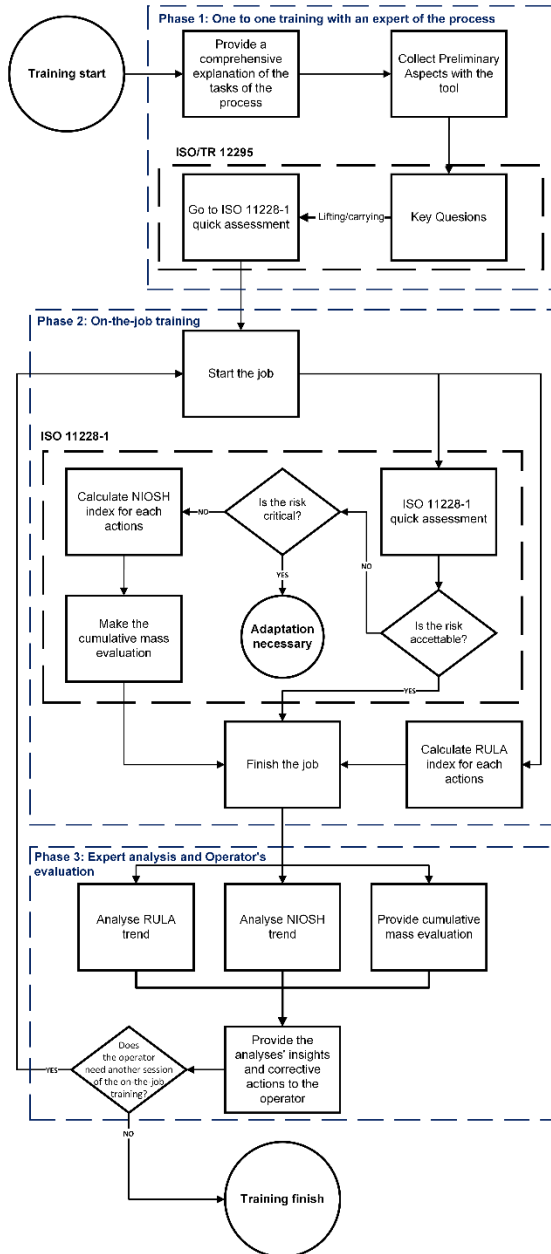 Phase 1: One to one training with an expert of the process
Training start
Provide a
comprehensive
explanation of the
tasks of the
process
Collect Preliminary
Aspects with the
tool
ISO/TR 12295
Go to ISO 11228-1
quick assessment
Lifting/carrying
Key Quesions
Phase 2: On-the-job training
Start the job
ISO 11228-1
Calculate NIOSH
index for each
actions
NO
Is the risk
critical?
ISO 11228-1
quick assessment
NO
YES
Make the
cumulative mass
evaluation
Adaptation
necessary
Is the risk
accettable?
YES
Finish the job
Calculate RULA
index for each
actions
Phase 3: Expert analysis and Operator's
evaluation
Analyse RULA
trend
Analyse NIOSH
trend
Provide cumulative
mass evaluation
Does
the operator
need another session
of the on-the-job
training?
YES
Provide the
analyses' insights
and corrective
actions to the
operator
NO
Training finish